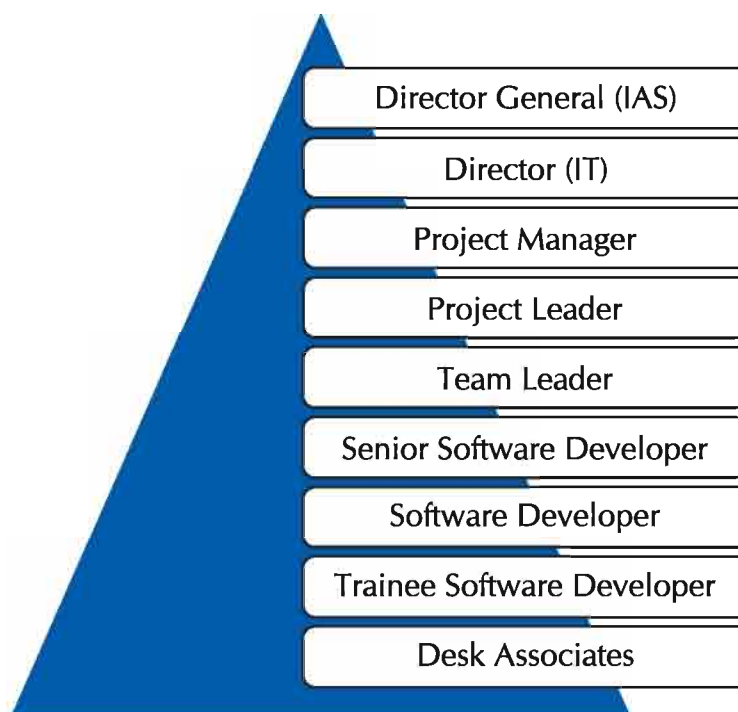 Director General (IAS)
Director (IT)
Project Manager
Project Leader
Team Leader
Senior Software Developer
Software Developer
Trainee Software Developer
Desk Associates